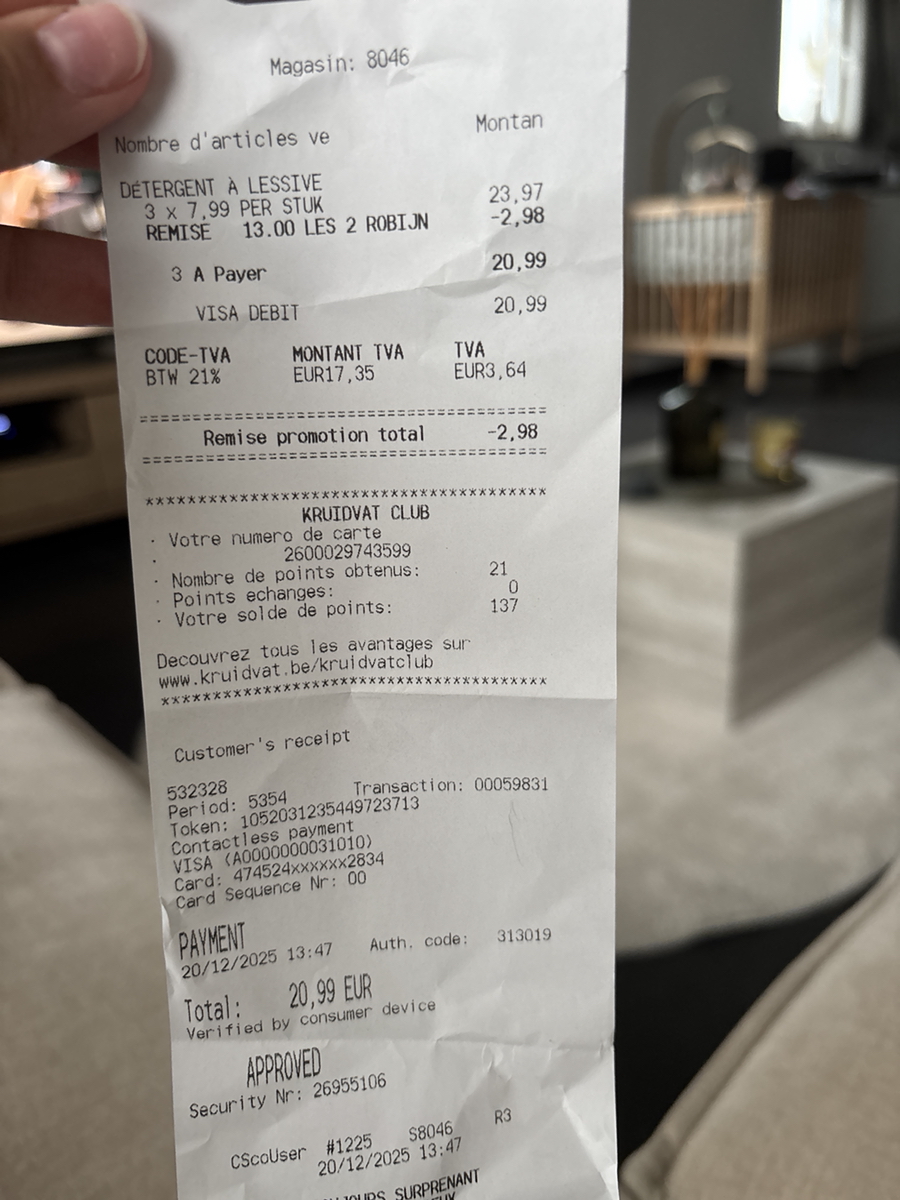 Magasin: 8046
Nombre d'articles ve Montan
DÉTERGENT À LESSIVE 23,97
3 x 7,99 PER STUK
REMISE 13.00 LES 2 ROBIJN -2,98
3 A Payer 20,99
VISA DEBIT 20,99
CODE-TVA MONTANT TVA TVA
BTW 21% EUR17,35 EUR3,64
========================================
Remise promotion total -2,98
========================================
****************************************
KRUIDVAT CLUB
· Votre numero de carte
· 2600029743599
· Nombre de points obtenus: 21
· Points echanges: 0
· Votre solde de points: 137
Decouvrez tous les avantages sur
www.kruidvat.be/kruidvatclub
****************************************
Customer's receipt
532328
Period: 5354 Transaction: 00059831
Token: 1052031235449723713
Contactless payment
VISA (A0000000031010)
Card: 474524xxxxxx2834
Card Sequence Nr: 00
PAYMENT
20/12/2025 13:47 Auth. code: 313019
Total: 20,99 EUR
Verified by consumer device
APPROVED
Security Nr: 26955106
CScoUser #1225 S8046 R3
20/12/2025 13:47
SURPRENANT